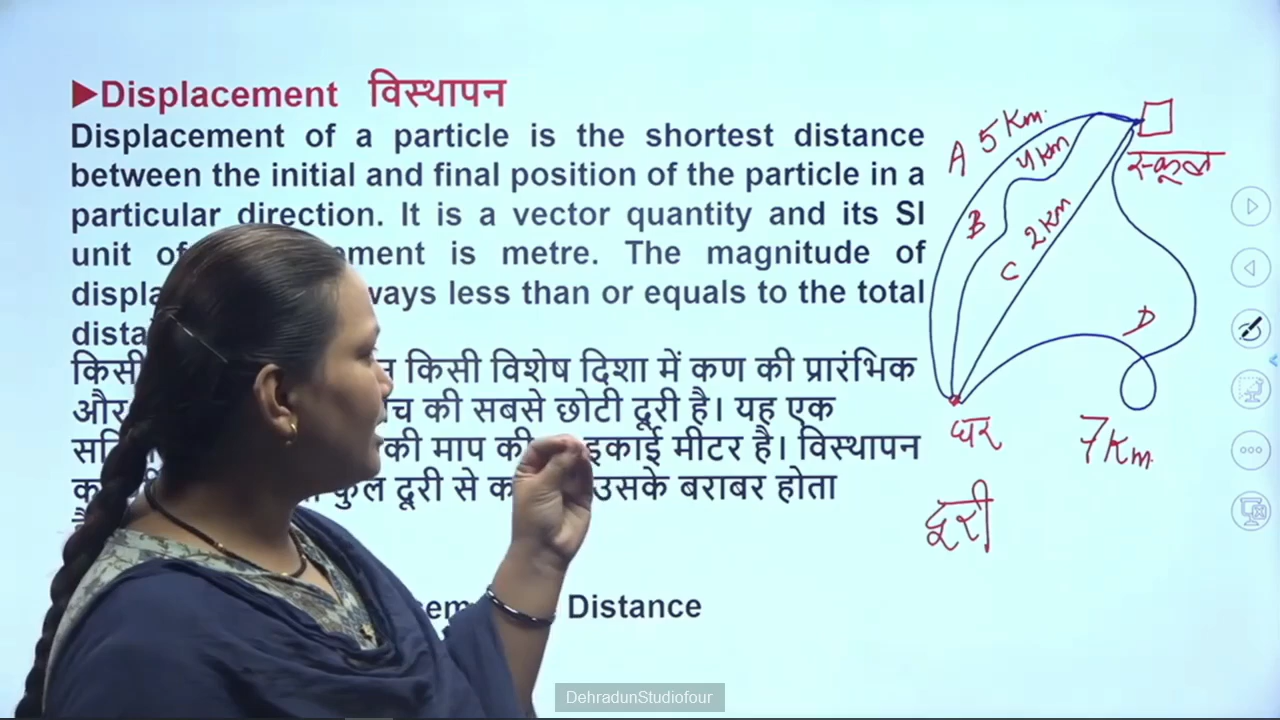 ▶Displacement विस्थापन
Displacement of a particle is the shortest distance
between the initial and final position of the particle in a
particular direction. It is a vector quantity and its SI
unit of ment is metre. The magnitude of
displa ways less than or equals to the total
dista
किसी किसी विशेष दिशा में कण की प्रारंभिक
और की सबसे छोटी दूरी है। यह एक
की माप की इकाई मीटर है। विस्थापन
कुल दूरी से उसके बराबर होता
Distance
A 5 Km.
B 4 Km
C 2 Km
D
स्कूल
घर
7 Km
दूरी
DehradunStudiofour